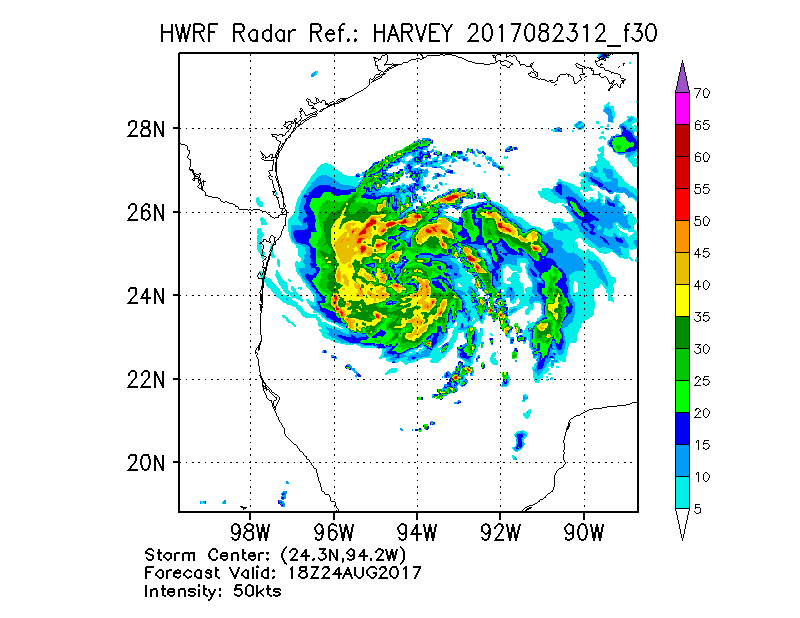 HWRF Radar Ref.: HARVEY 2017082312_f30
70
65
28N
60
55
26N
50
45
24N
40
35
30
22N
25
20
20N
15
10
5
98W 96W 94W 92W 90W
Storm Center: (24.3N,94.2W)
Forecast Valid: 18Z24AUG2017
Intensity: 50kts